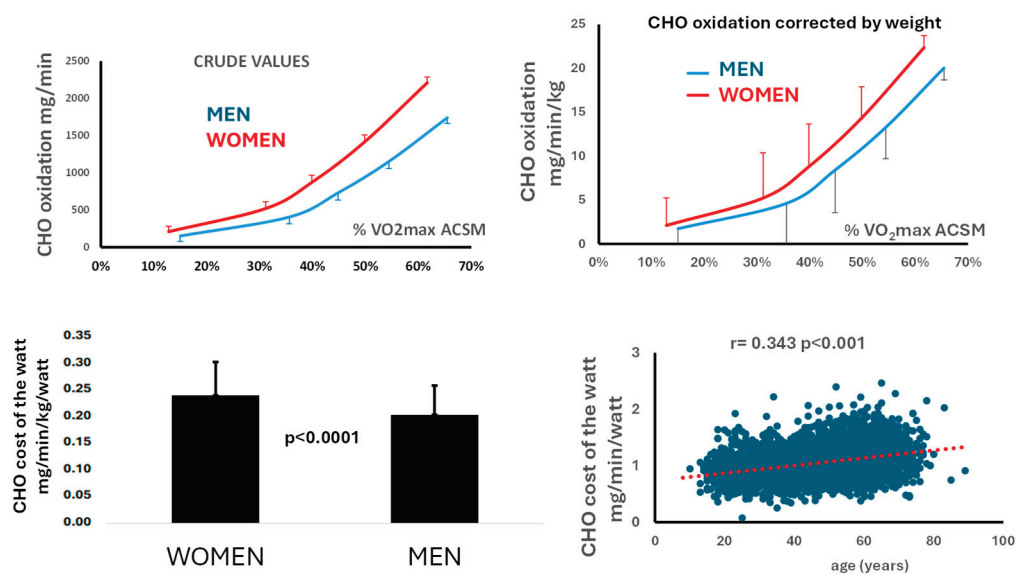 CHO oxidation mg/min
2500
2000
1500
1000
500
0
CRUDE VALUES
MEN
WOMEN
% VO2max ACSM
0% 10% 20% 30% 40% 50% 60% 70%
CHO oxidation corrected by weight
CHO oxidation
mg/min/kg
25
20
15
10
5
0
MEN
WOMEN
% VO₂max ACSM
0% 10% 20% 30% 40% 50% 60% 70%
CHO cost of the watt
mg/min/kg/watt
0.35
0.30
0.25
0.20
0.15
0.10
0.05
0.00
p<0.0001
WOMEN MEN
r= 0.343 p<0.001
CHO cost of the watt
mg/min/watt
3
2
1
0
0 20 40 60 80 100
age (years)